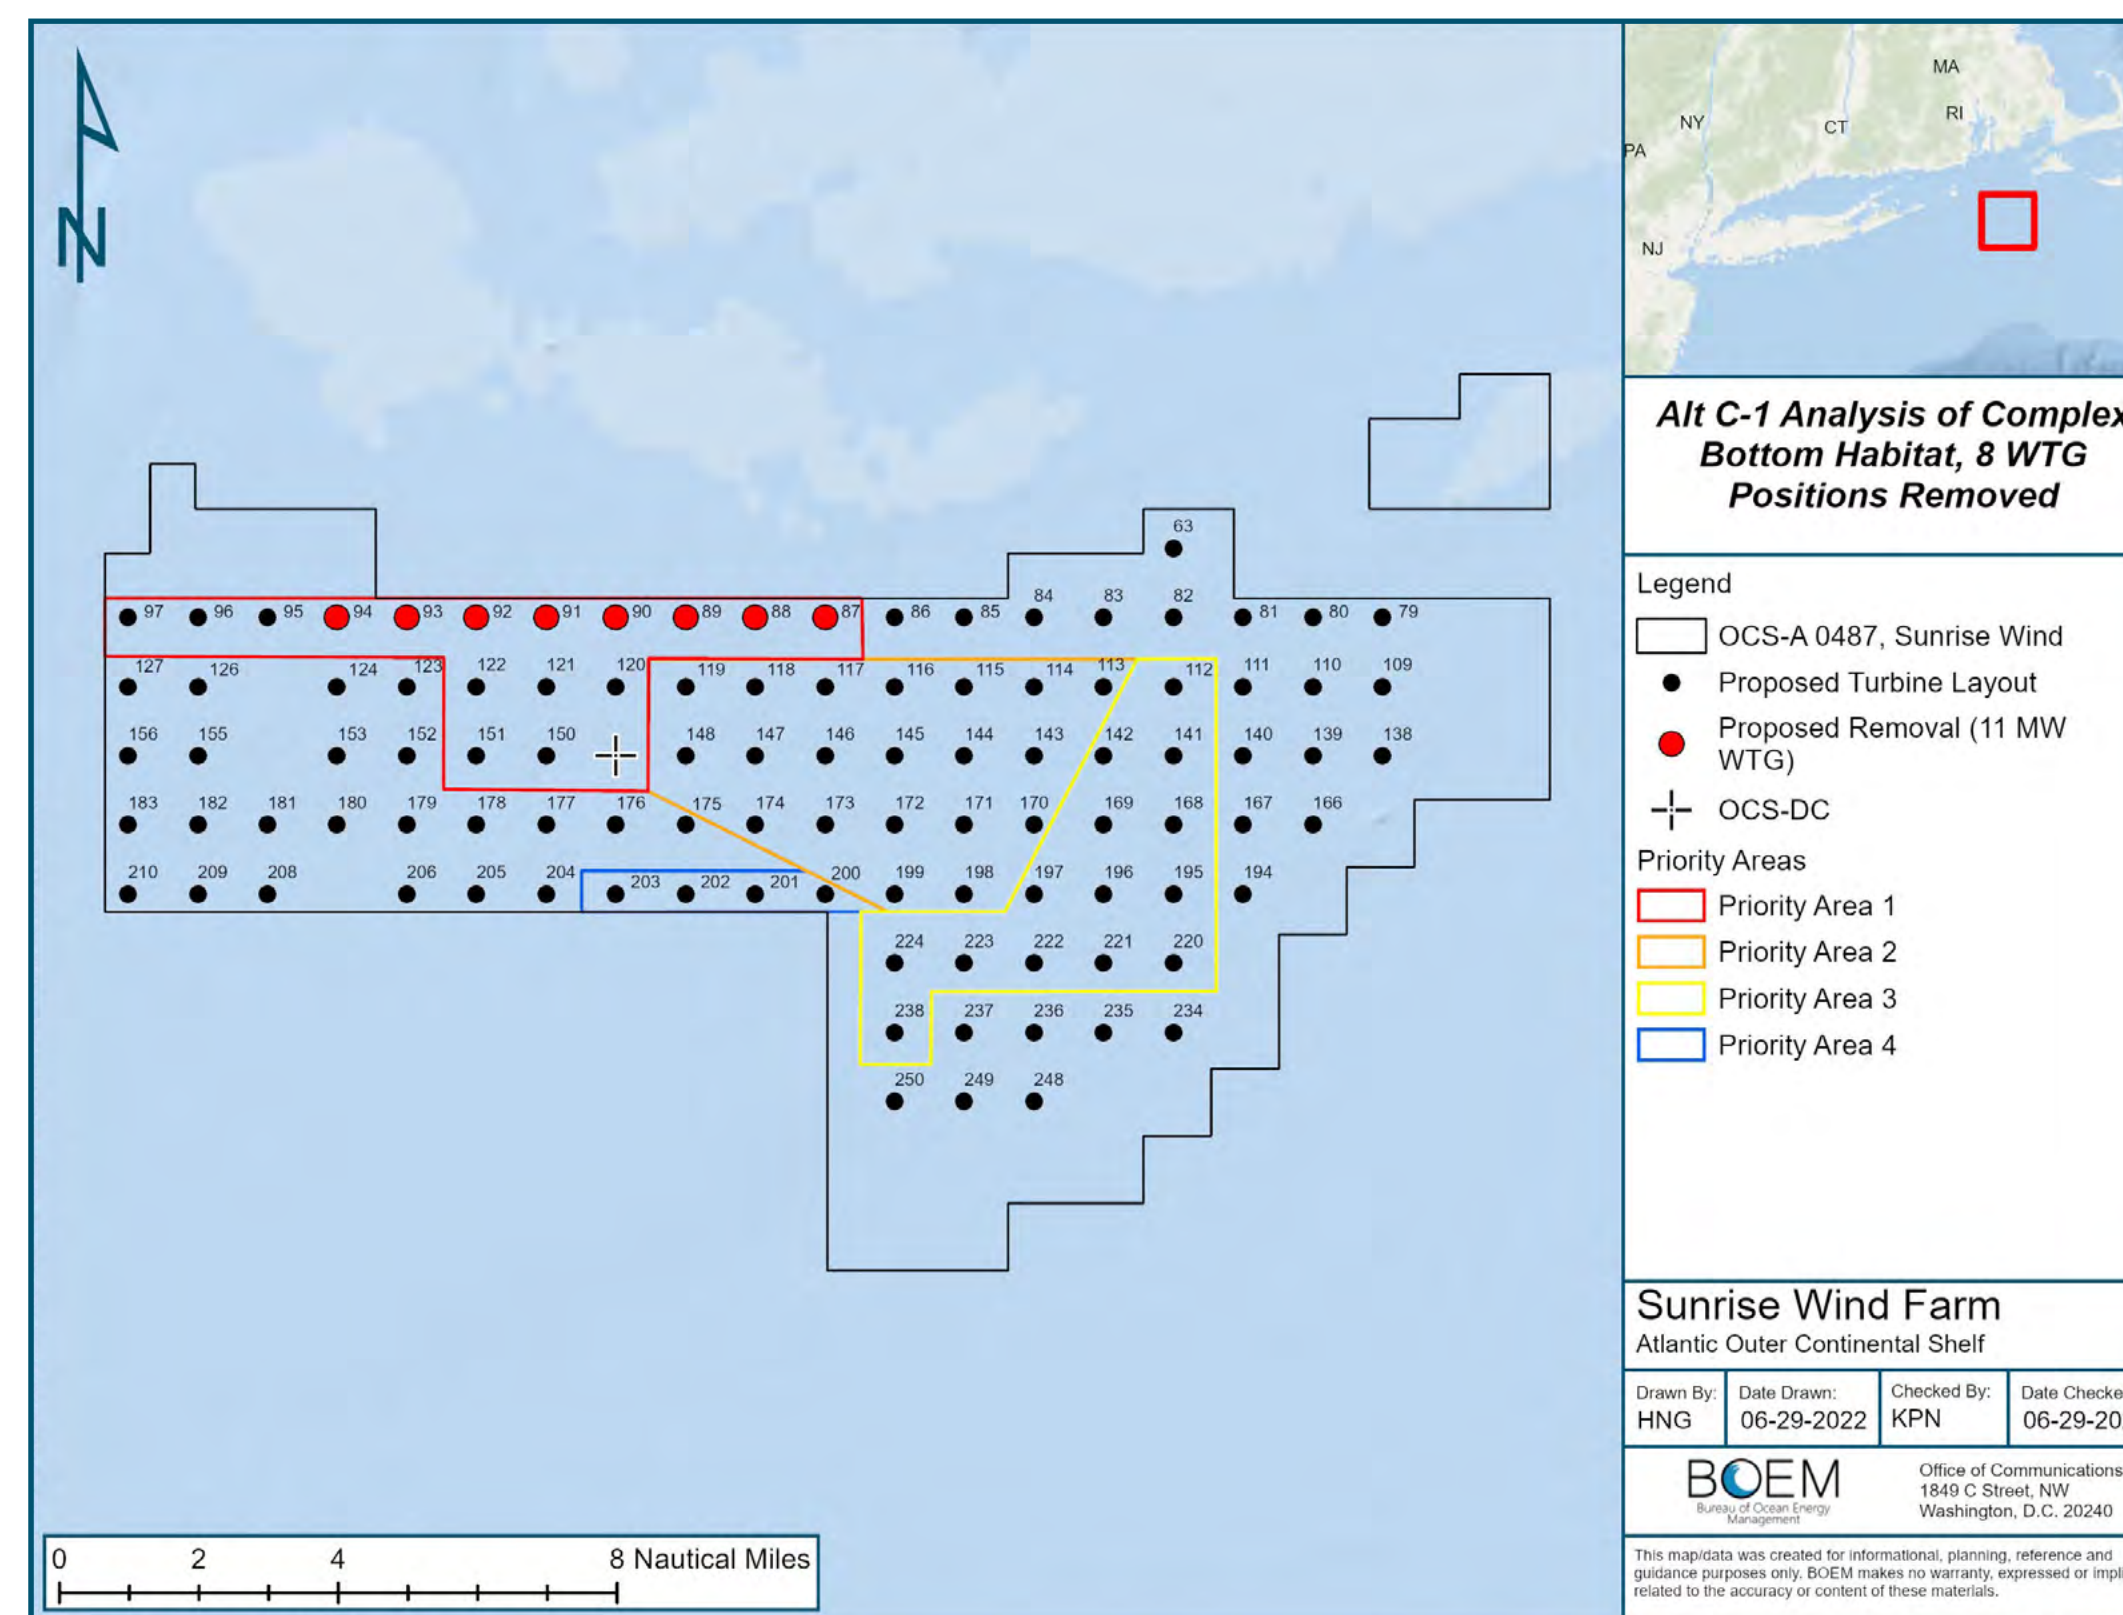 N
63
84 83 82
97 96 95 94 93 92 91 90 89 88 87 86 85 81 80 79
127 126 124 123 122 121 120 119 118 117 116 115 114 113 112 111 110 109
156 155 153 152 151 150 148 147 146 145 144 143 142 141 140 139 138
183 182 181 180 179 178 177 176 175 174 173 172 171 170 169 168 167 166
210 209 208 206 205 204 203 202 201 200 199 198 197 196 195 194
224 223 222 221 220
238 237 236 235 234
250 249 248
0 2 4 8 Nautical Miles
MA
RI
NY CT
PA
NJ
Alt C-1 Analysis of Complex
Bottom Habitat, 8 WTG
Positions Removed
Legend
OCS-A 0487, Sunrise Wind
Proposed Turbine Layout
Proposed Removal (11 MW
WTG)
OCS-DC
Priority Areas
Priority Area 1
Priority Area 2
Priority Area 3
Priority Area 4
Sunrise Wind Farm
Atlantic Outer Continental Shelf
Drawn By: Date Drawn: Checked By: Date Checke
HNG 06-29-2022 KPN 06-29-20
BOEM
Bureau of Ocean Energy
Management
Office of Communications
1849 C Street, NW
Washington, D.C. 20240
This map/data was created for informational, planning, reference and
guidance purposes only. BOEM makes no warranty, expressed or impli
related to the accuracy or content of these materials.